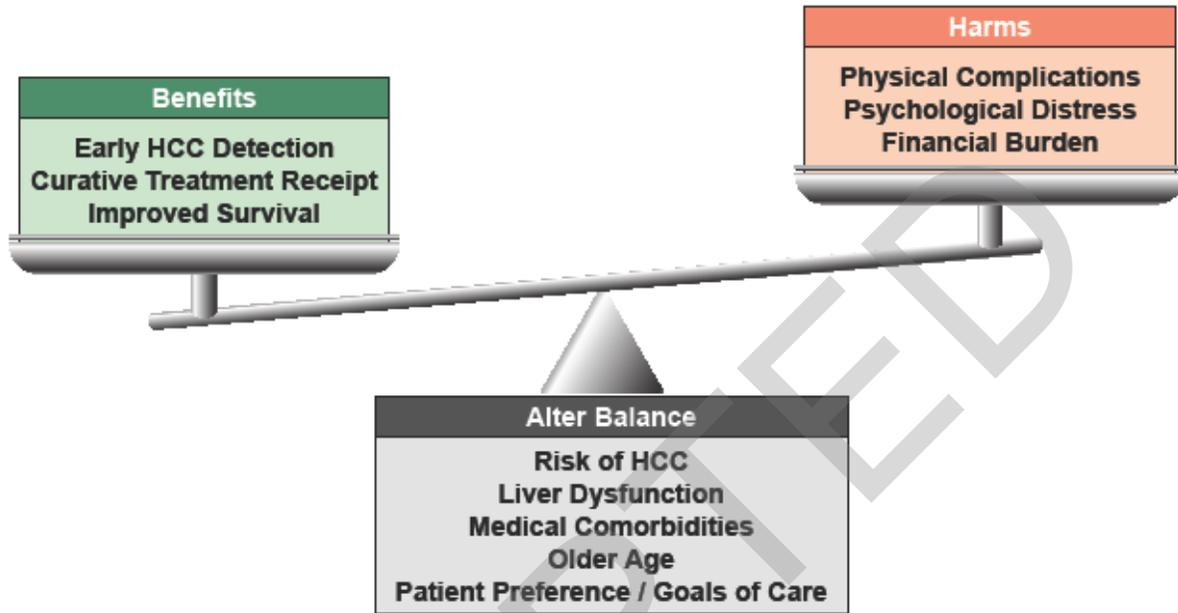 Harms
Physical Complications
Psychological Distress
Financial Burden
Benefits
Early HCC Detection
Curative Treatment Receipt
Improved Survival
Alter Balance
Risk of HCC
Liver Dysfunction
Medical Comorbidities
Older Age
Patient Preference / Goals of Care
PTED